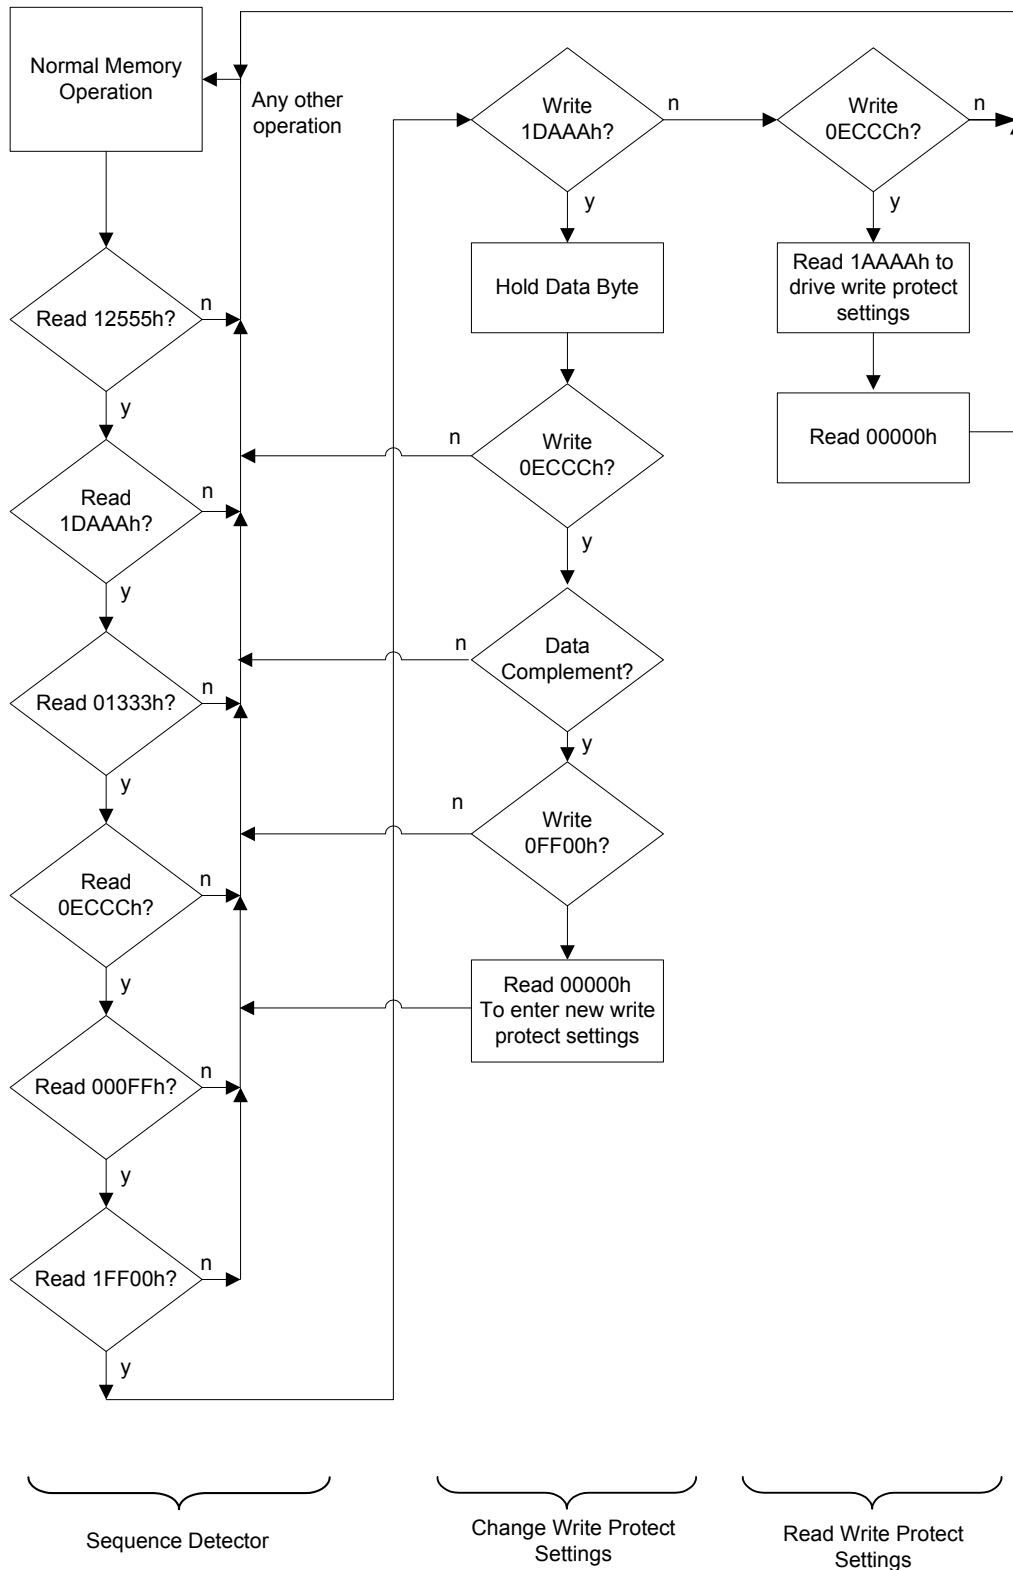 Normal Memory
Operation
Any other
operation
Read 12555h?
n
y
Read
1DAAAh?
n
y
Read 01333h?
n
y
Read
0ECCCh?
n
y
Read 000FFh?
n
y
Read 1FF00h?
n
y
Sequence Detector
Write
1DAAAh?
n
y
Hold Data Byte
Write
0ECCCh?
n
y
Data
Complement?
n
y
Write
0FF00h?
n
Read 00000h
To enter new write
protect settings
Change Write Protect
Settings
Write
0ECCCh?
n
y
Read 1AAAAh to
drive write protect
settings
Read 00000h
Read Write Protect
Settings